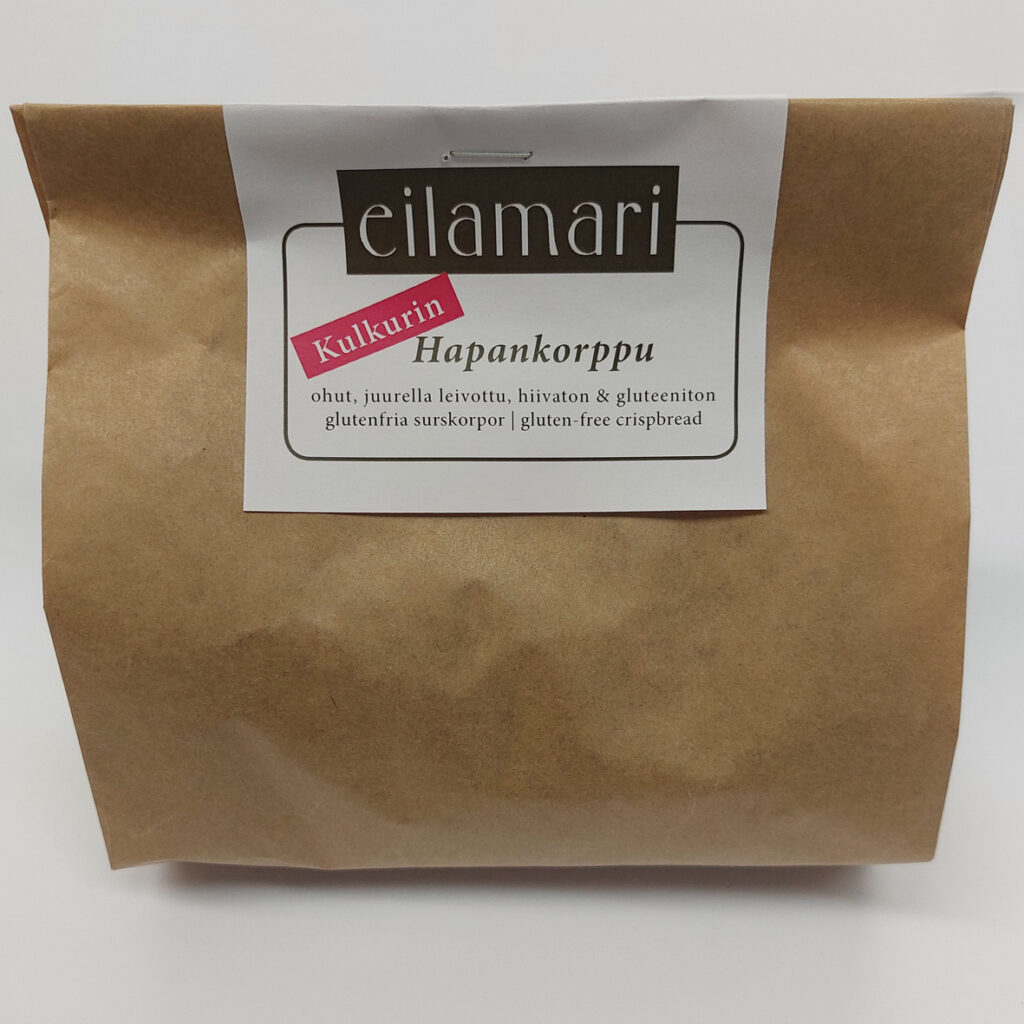 eilamari
Kulkurin
Hapankorppu
ohut, juurella leivottu, hiivaton & gluteeniton
glutenfria surskorpor | gluten-free crispbread